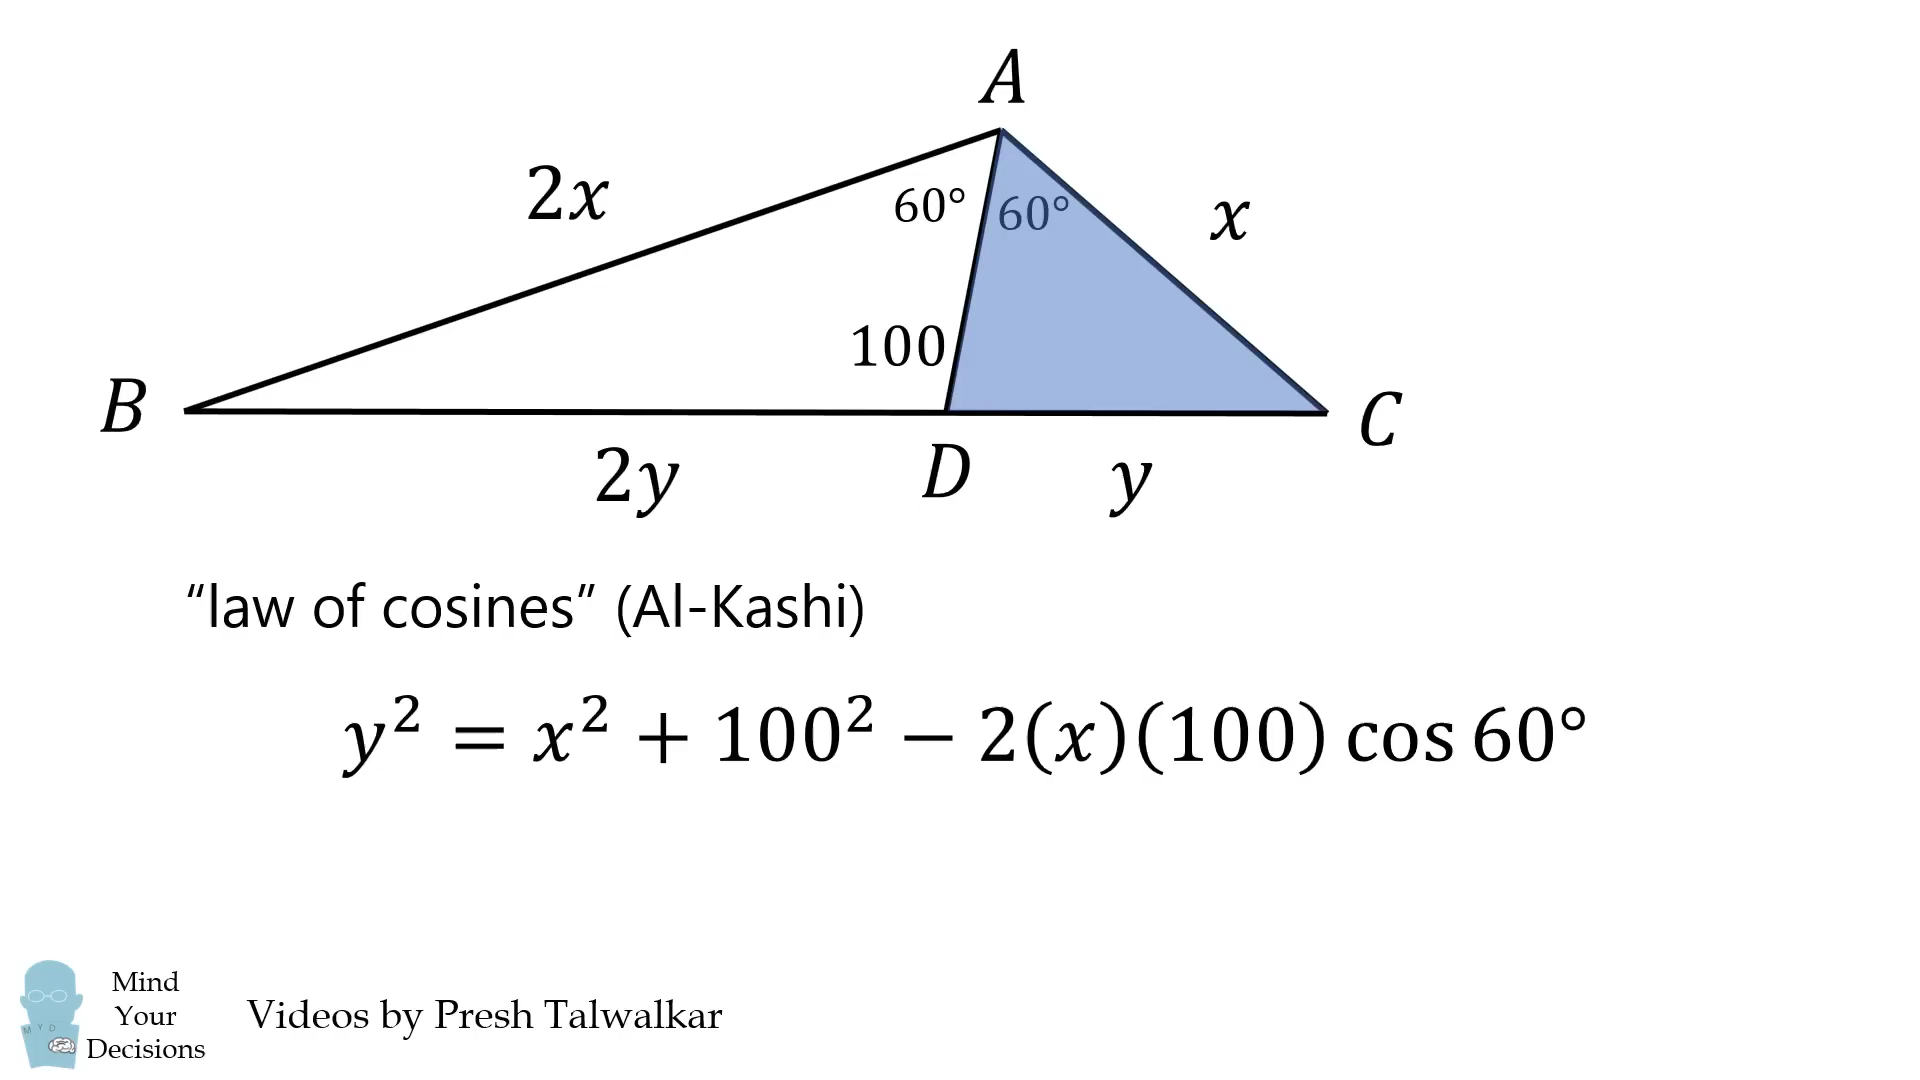 A
2x
60°
60°
x
100
B
C
2y
D
y
“law of cosines” (Al-Kashi)
y² = x² + 100² − 2(x)(100) cos 60°
M Y D
Mind
Your
Decisions
Videos by Presh Talwalkar